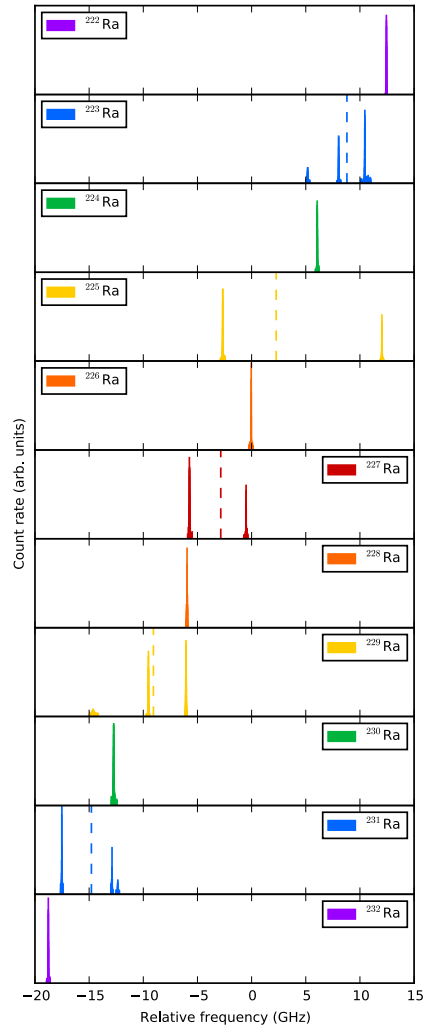 ²²²Ra
²²³Ra
²²⁴Ra
²²⁵Ra
²²⁶Ra
²²⁷Ra
²²⁸Ra
²²⁹Ra
²³⁰Ra
²³¹Ra
²³²Ra
Count rate (arb. units)
−20 −15 −10 −5 0 5 10 15
Relative frequency (GHz)